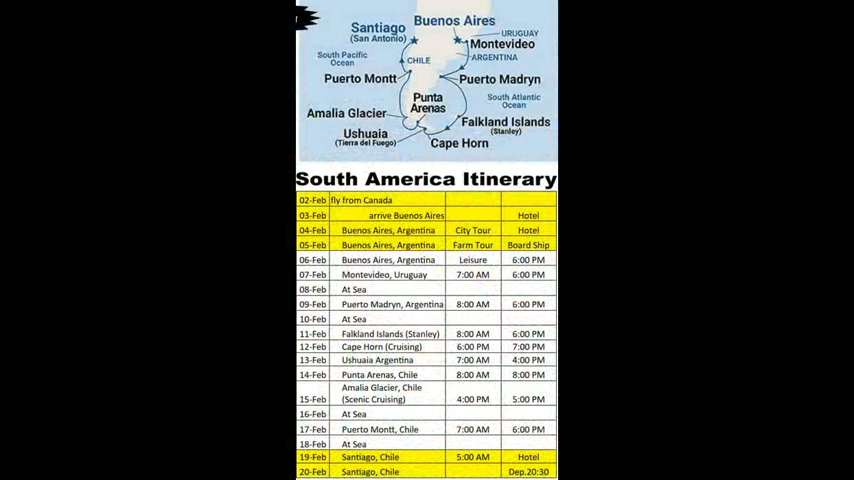 Buenos Aires
Santiago
(San Antonio)
URUGUAY
Montevideo
South Pacific
Ocean
CHILE
ARGENTINA
Puerto Montt
Puerto Madryn
Punta
Arenas
South Atlantic
Ocean
Amalia Glacier
Falkland Islands
(Stanley)
Ushuaia
(Tierra del Fuego)
Cape Horn
South America Itinerary
02-Feb fly from Canada
03-Feb arrive Buenos Aires Hotel
04-Feb Buenos Aires, Argentina City Tour Hotel
05-Feb Buenos Aires, Argentina Farm Tour Board Ship
06-Feb Buenos Aires, Argentina Leisure 6:00 PM
07-Feb Montevideo, Uruguay 7:00 AM 6:00 PM
08-Feb At Sea
09-Feb Puerto Madryn, Argentina 8:00 AM 6:00 PM
10-Feb At Sea
11-Feb Falkland Islands (Stanley) 8:00 AM 6:00 PM
12-Feb Cape Horn (Cruising) 6:00 PM 7:00 PM
13-Feb Ushuaia Argentina 7:00 AM 4:00 PM
14-Feb Punta Arenas, Chile 8:00 AM 8:00 PM
Amalia Glacier, Chile
15-Feb (Scenic Cruising) 4:00 PM 5:00 PM
16-Feb At Sea
17-Feb Puerto Montt, Chile 7:00 AM 6:00 PM
18-Feb At Sea
19-Feb Santiago, Chile 5:00 AM Hotel
20-Feb Santiago, Chile Dep.20:30